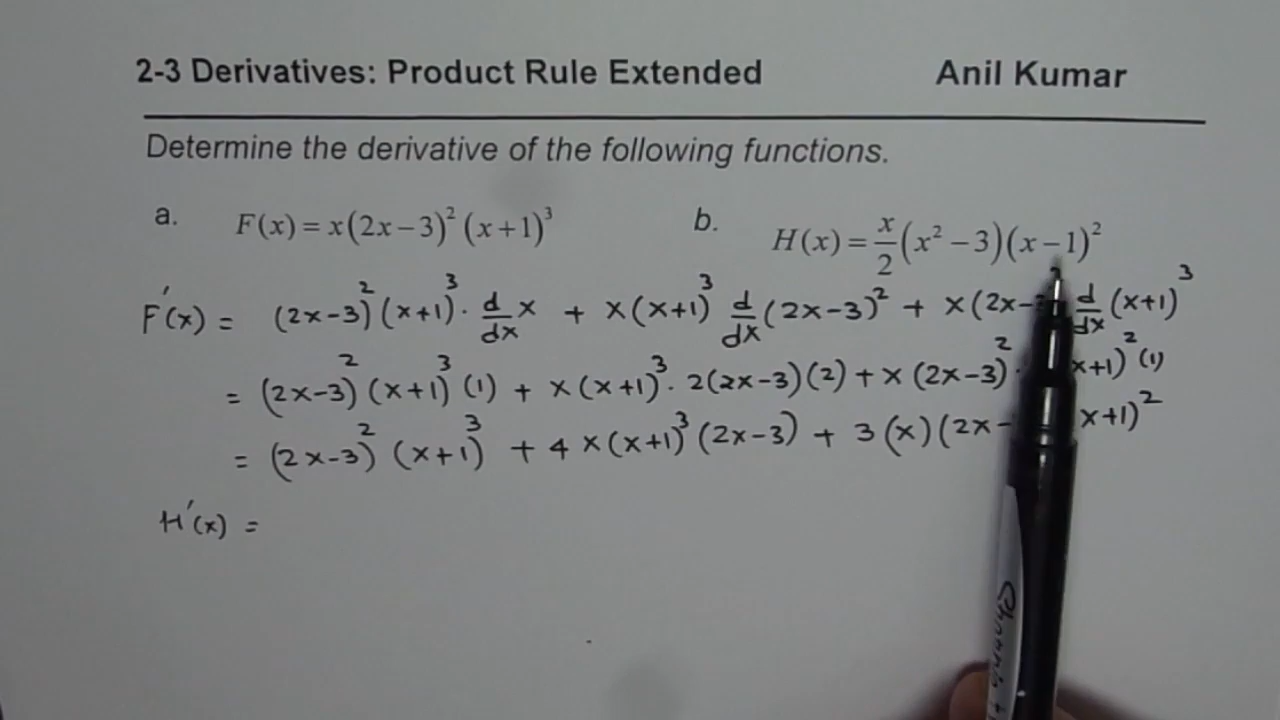 2-3 Derivatives: Product Rule Extended Anil Kumar
Determine the derivative of the following functions.
a. F(x) = x(2x−3)² (x+1)³ b. H(x) = x/2 (x² −3)(x−1)²
F'(x) = (2x−3)² (x+1)³ · d/dx x + x(x+1)³ d/dx (2x−3)² + x(2x− d/dx (x+1)³
= (2x−3)² (x+1)³ (1) + x(x+1)³ · 2(2x−3)(2) + x(2x−3)² · x+1)² (1)
= (2x−3)² (x+1)³ + 4x(x+1)³ (2x−3) + 3(x)(2x− x+1)²
H'(x) =